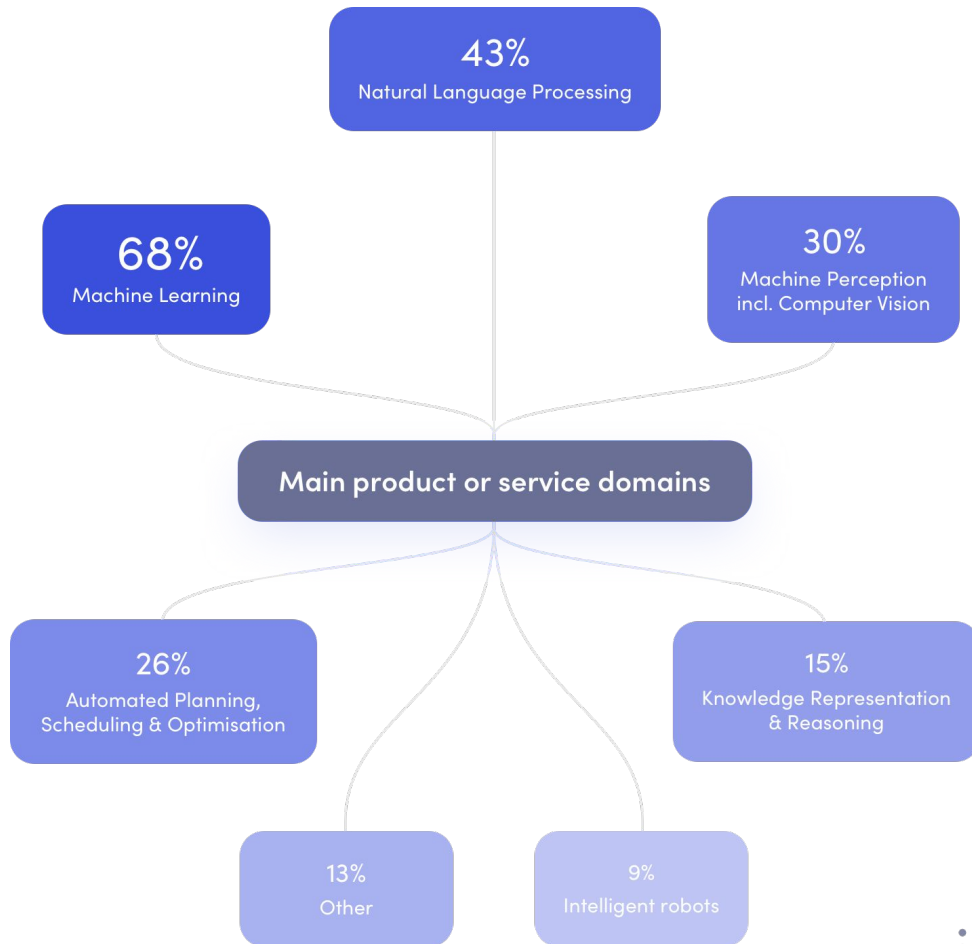 43%
Natural Language Processing
68%
Machine Learning
30%
Machine Perception
incl. Computer Vision
Main product or service domains
26%
Automated Planning,
Scheduling & Optimisation
15%
Knowledge Representation
& Reasoning
13%
Other
9%
Intelligent robots